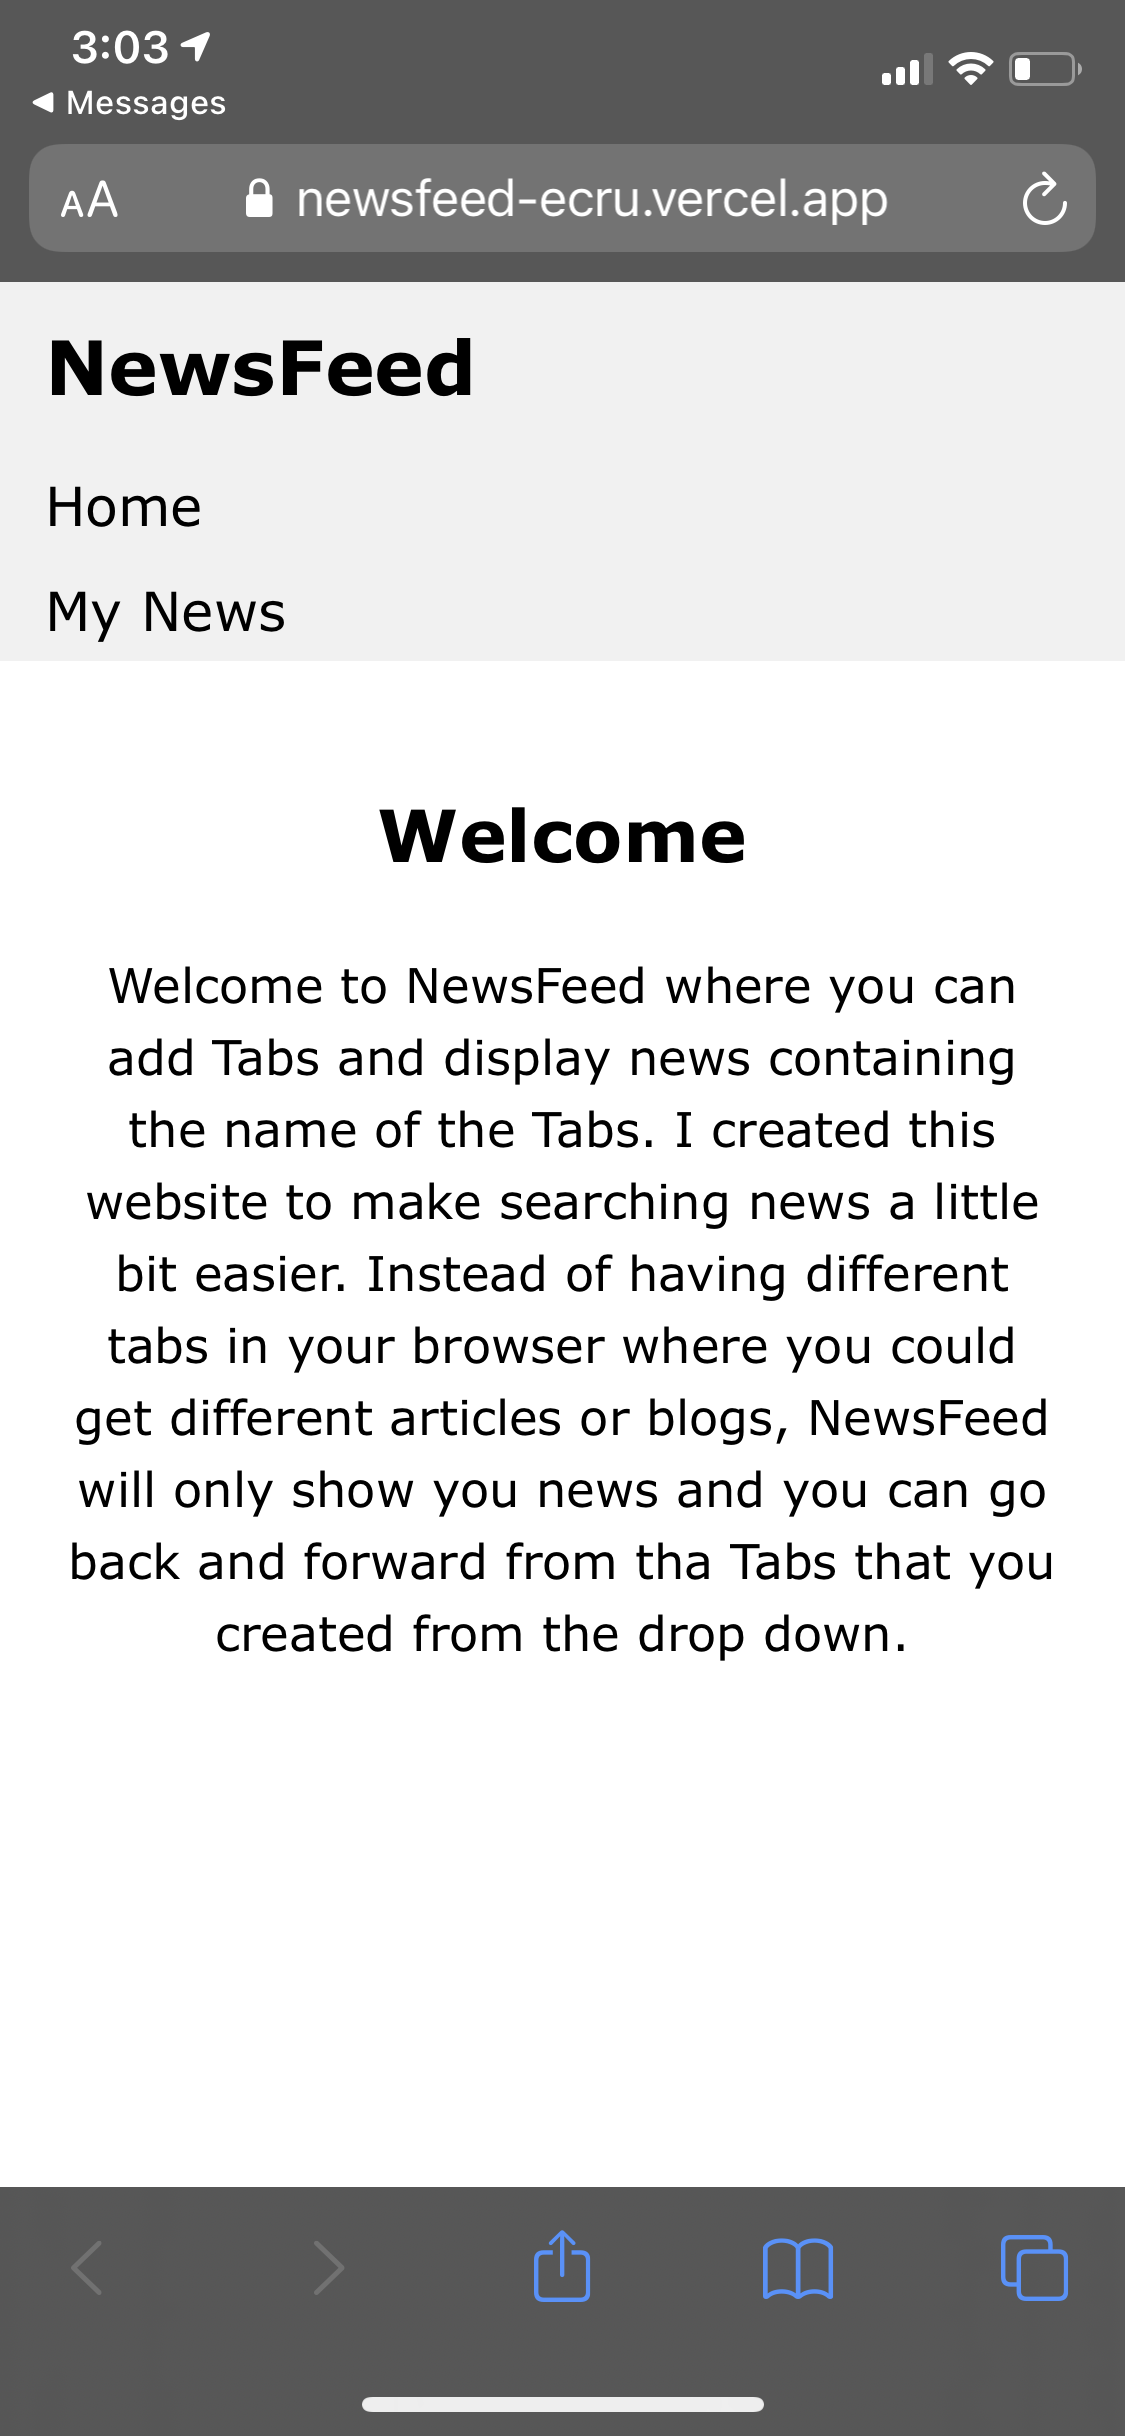 3:03
Messages
AA
newsfeed-ecru.vercel.app
NewsFeed
Home
My News
Welcome
Welcome to NewsFeed where you can
add Tabs and display news containing
the name of the Tabs. I created this
website to make searching news a little
bit easier. Instead of having different
tabs in your browser where you could
get different articles or blogs, NewsFeed
will only show you news and you can go
back and forward from tha Tabs that you
created from the drop down.